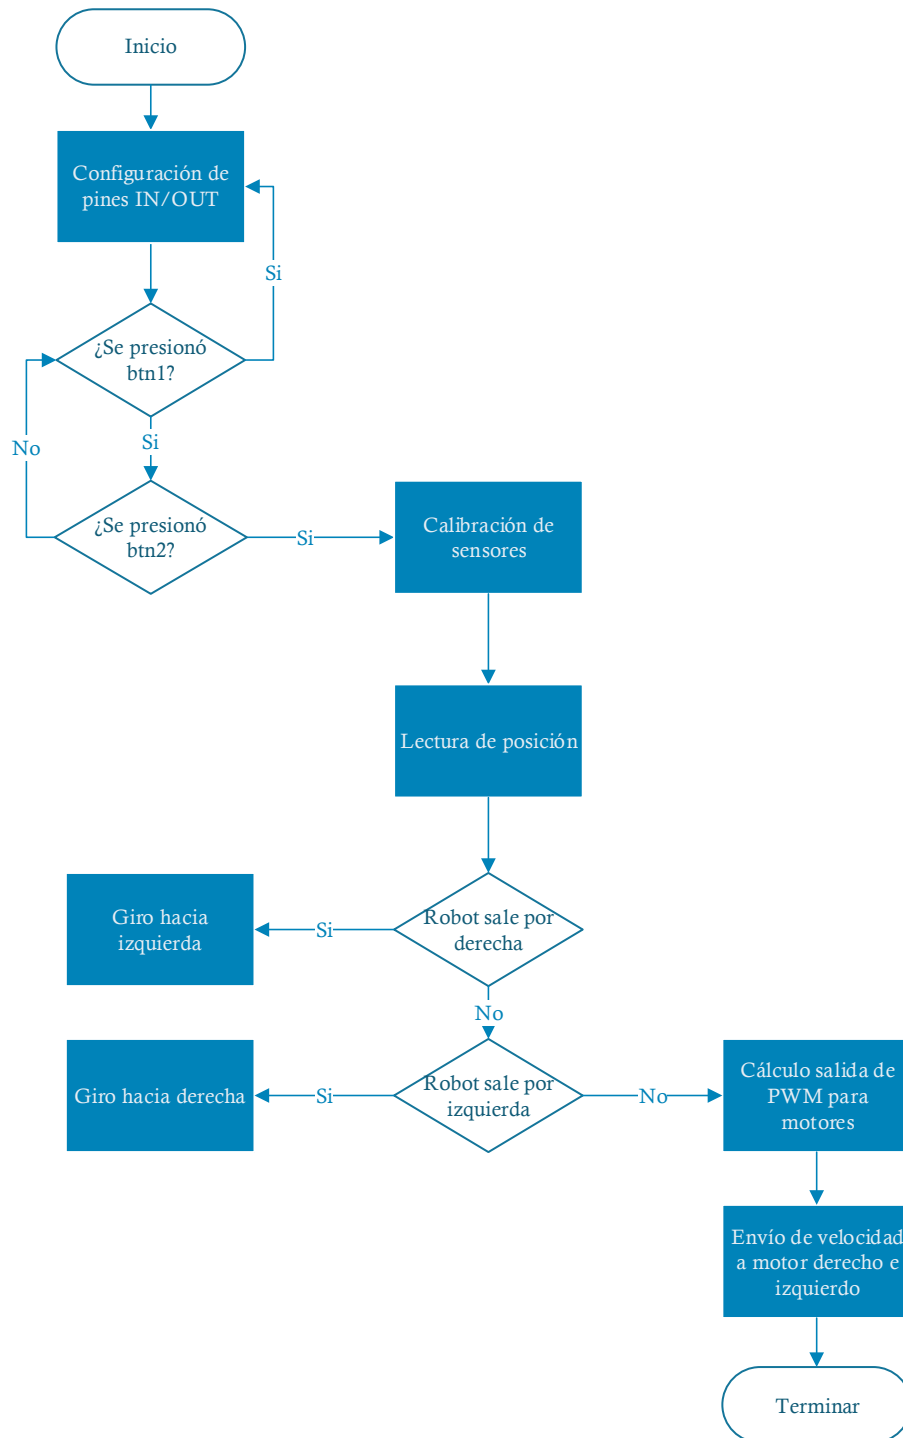 Inicio
Configuración de
pines IN/OUT
Si
¿Se presionó
btn1?
No
Si
¿Se presionó
btn2?
Si
Calibración de
sensores
Lectura de posición
Giro hacia
izquierda
Si
Robot sale por
derecha
No
Giro hacia derecha
Si
Robot sale por
izquierda
No
Cálculo salida de
PWM para
motores
Envío de velocidad
a motor derecho e
izquierdo
Terminar